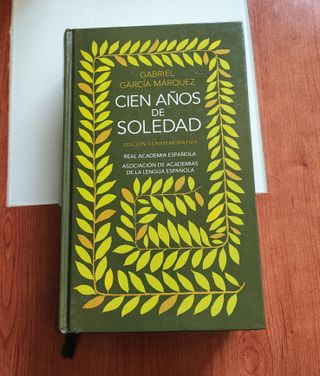 GABRIEL
GARCÍA MÁRQUEZ
CIEN AÑOS
DE
SOLEDAD
EDICIÓN CONMEMORATIVA
REAL ACADEMIA ESPAÑOLA
ASOCIACIÓN DE ACADEMIAS
DE LA LENGUA ESPAÑOLA